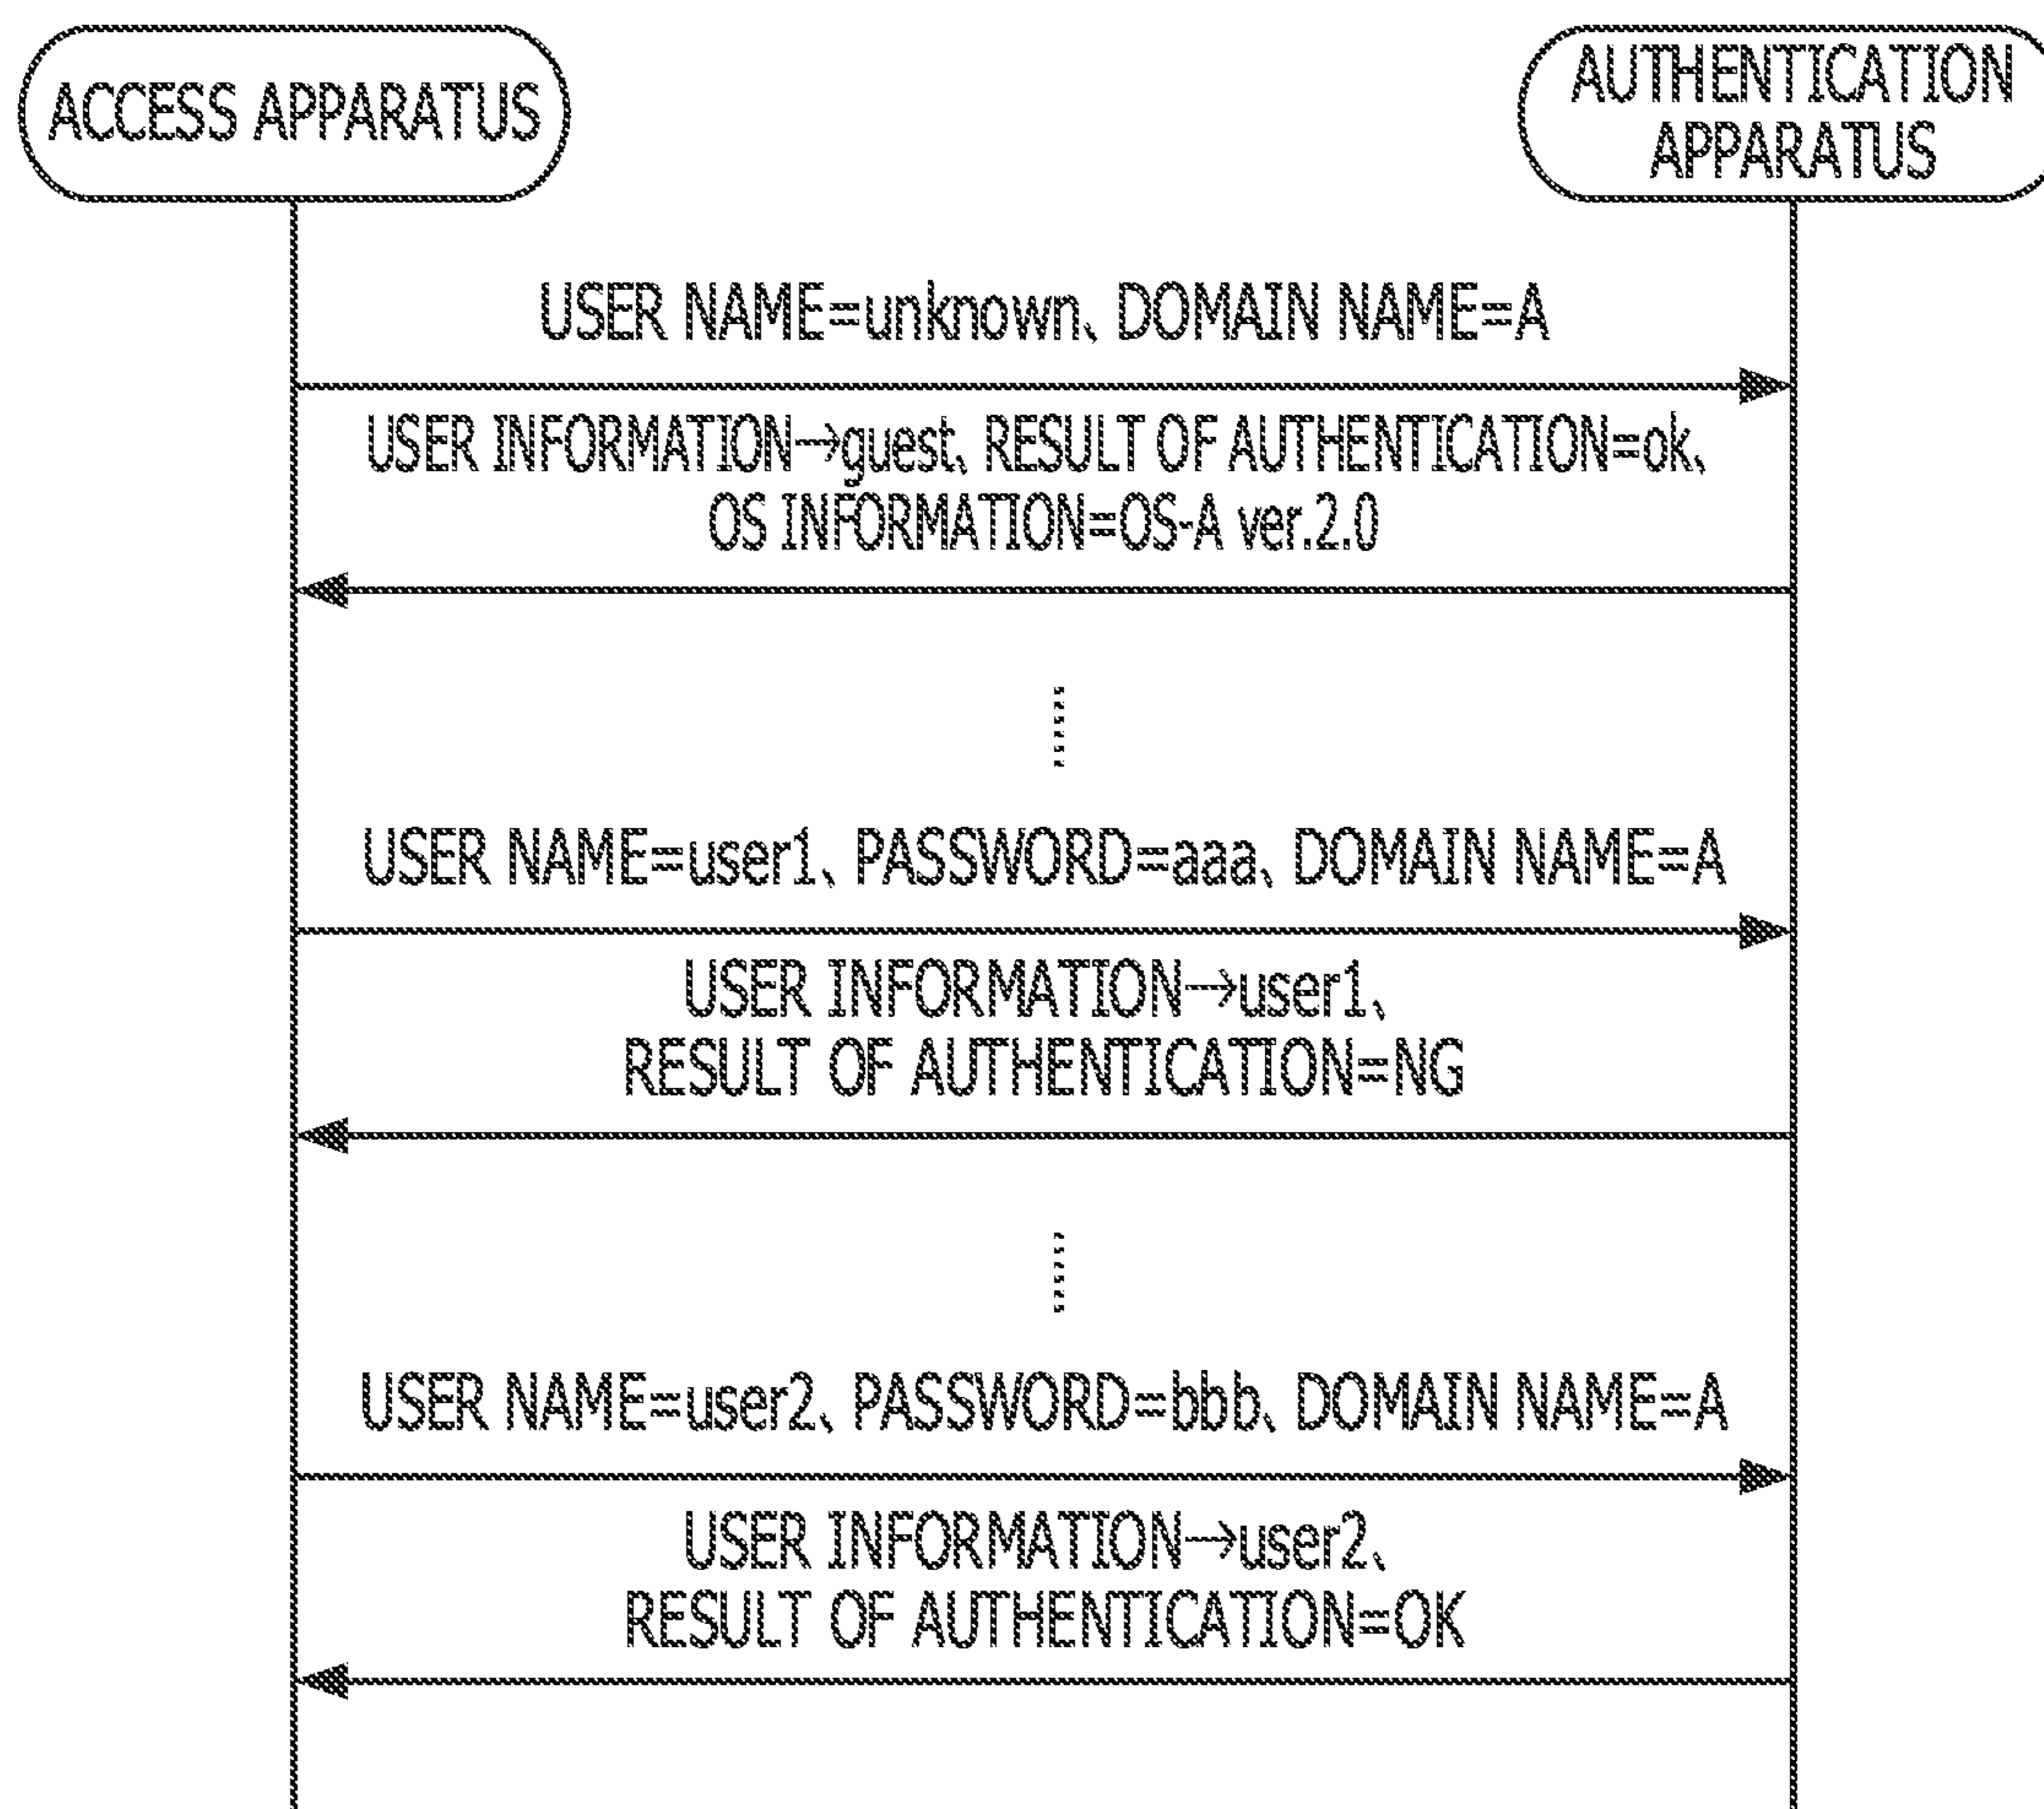 ACCESS APPARATUS
AUTHENTICATION
APPARATUS
USER NAME=unknown、DOMAIN NAME=A
USER INFORMATION→guest、RESULT OF AUTHENTICATION=ok、
OS INFORMATION=OS-A ver.2.0
USER NAME=user1、PASSWORD=aaa、DOMAIN NAME=A
USER INFORMATION→user1、
RESULT OF AUTHENTICATION=NG
USER NAME=user2、PASSWORD=bbb、DOMAIN NAME=A
USER INFORMATION→user2、
RESULT OF AUTHENTICATION=OK